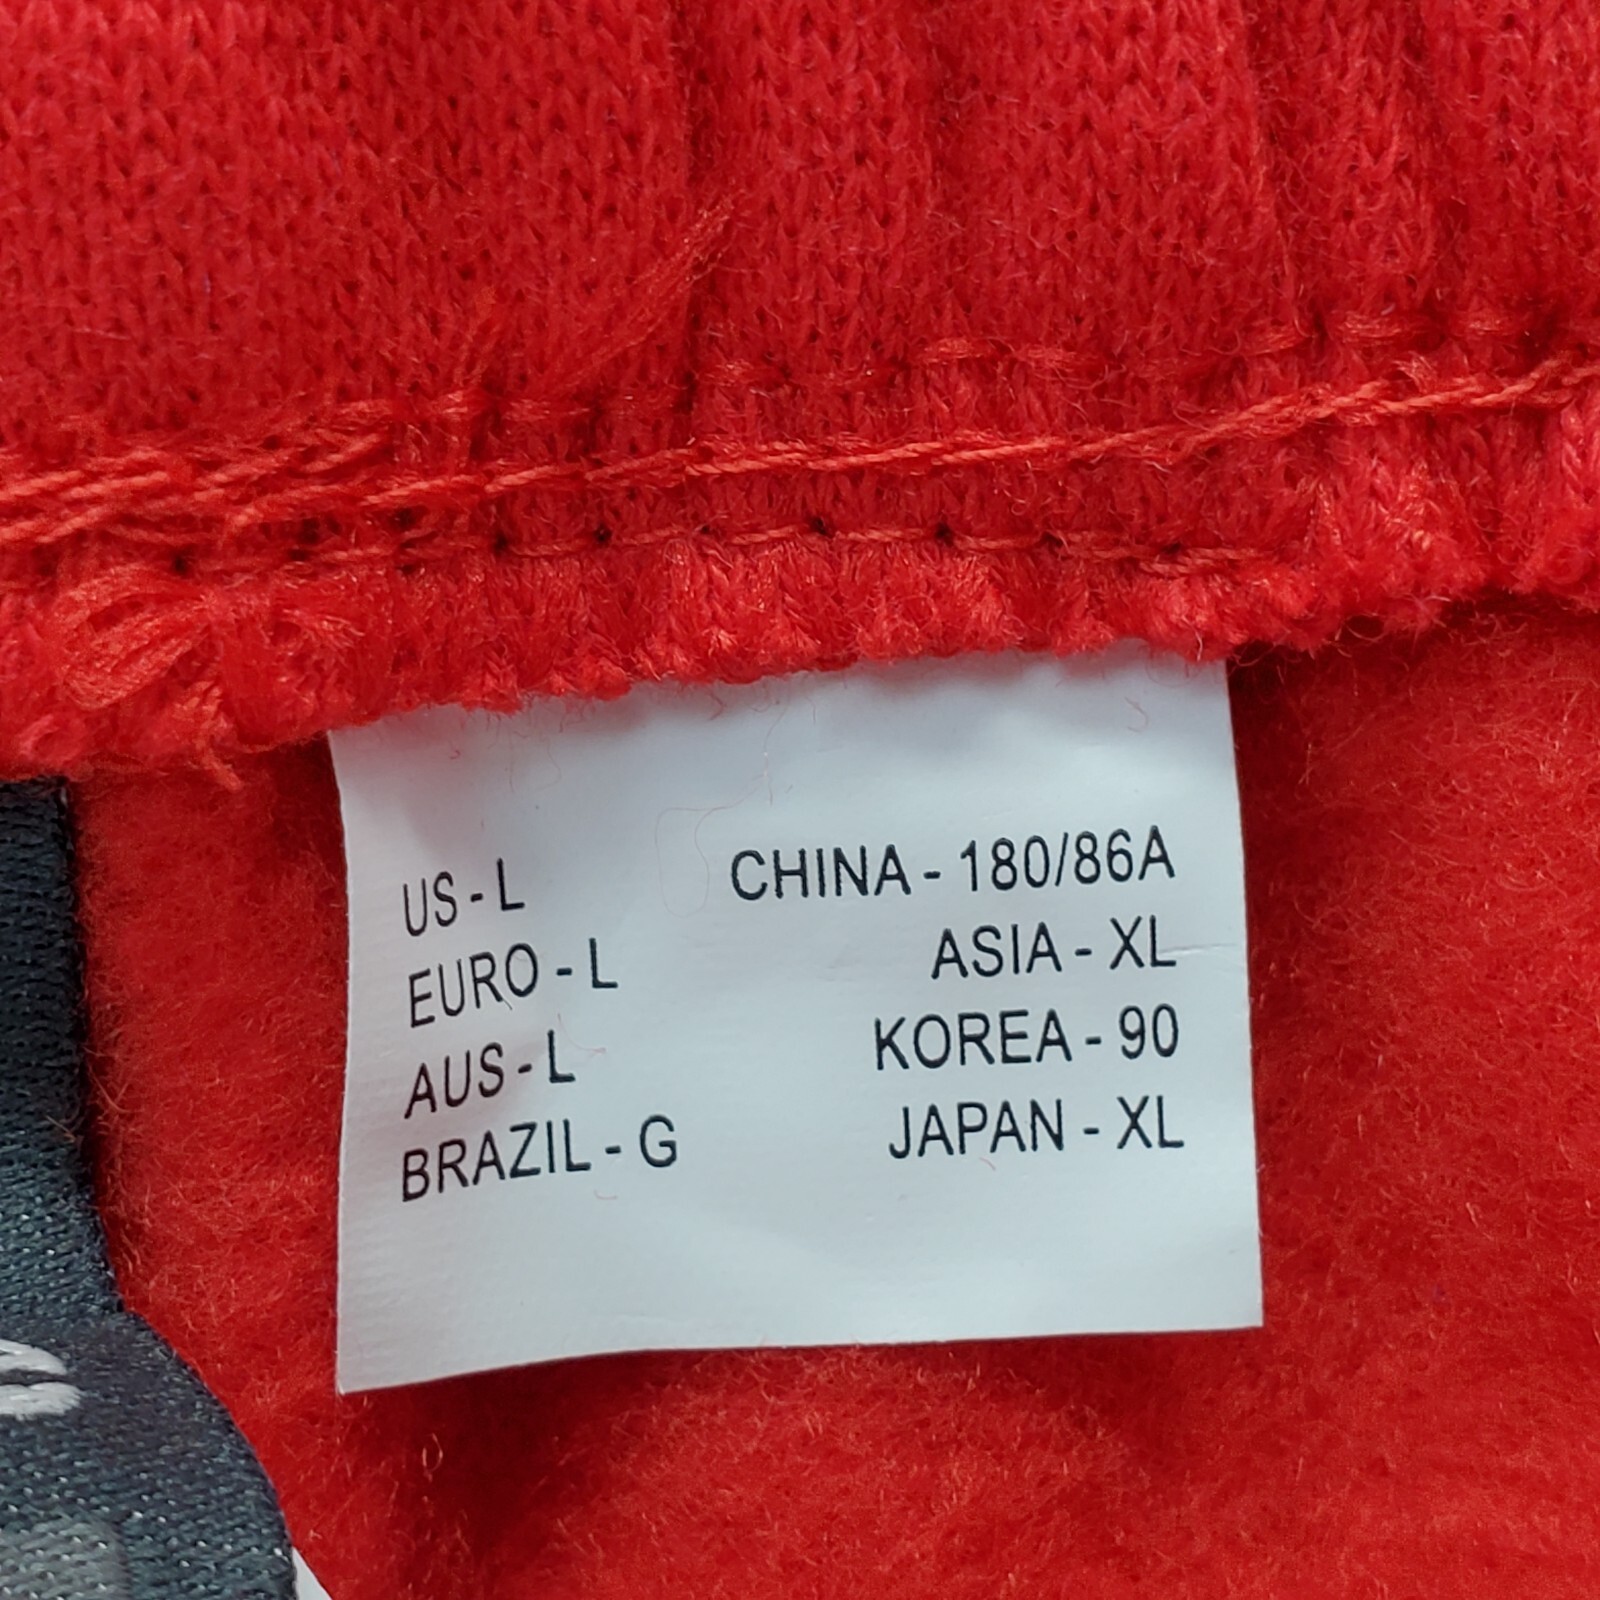 US - L
EURO - L
AUS - L
BRAZIL - G
CHINA - 180/86A
ASIA - XL
KOREA - 90
JAPAN - XL